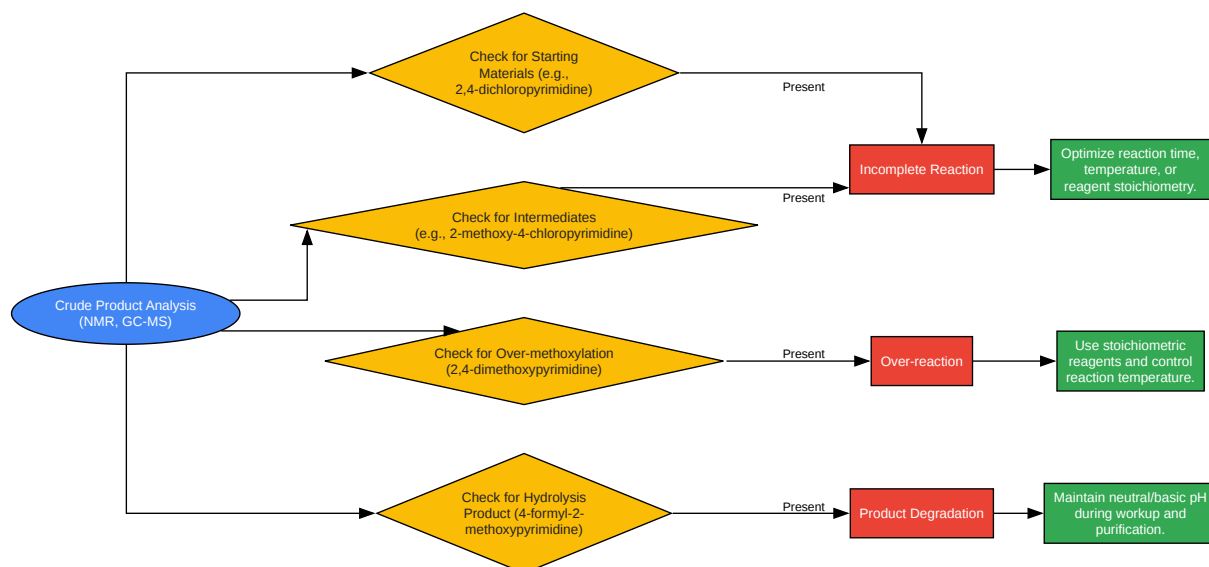 Check for Starting
Materials (e.g.,
2,4-dichloropyrimidine)
Present
Incomplete Reaction
Optimize reaction time,
temperature, or
reagent stoichiometry.
Check for Intermediates
(e.g., 2-methoxy-4-chloropyrimidine)
Present
Crude Product Analysis
(NMR, GC-MS)
Check for Over-methoxylation
(2,4-dimethoxypyrimidine)
Present
Over-reaction
Use stoichiometric
reagents and control
reaction temperature.
Check for Hydrolysis
Product (4-formyl-2-
methoxypyrimidine)
Present
Product Degradation
Maintain neutral/basic pH
during workup and
purification.